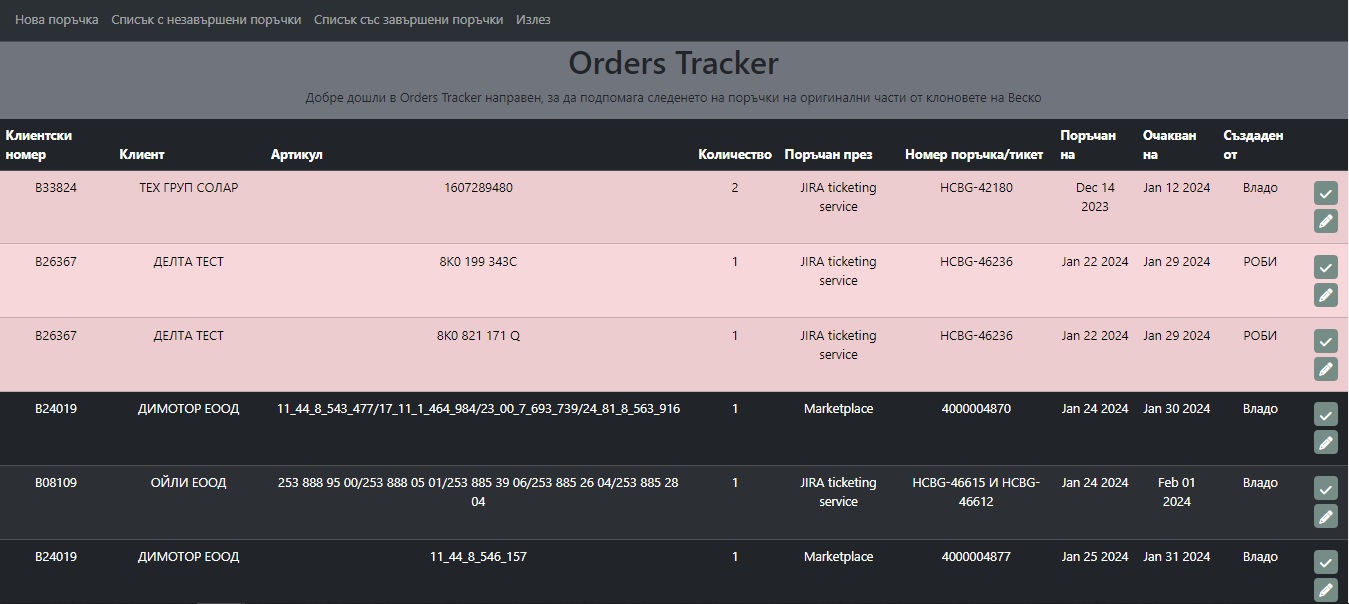 Нова поръчка Списък с незавършени поръчки Списък със завършени поръчки Излез
Orders Tracker
Добре дошли в Orders Tracker направен, за да подпомага следенето на поръчки на оригинални части от клоновете на Веско
Клиентски номер Клиент Артикул Количество Поръчан през Номер поръчка/тикет Поръчан на Очакван на Създаден от
B33824 ТЕХ ГРУП СОЛАР 1607289480 2 JIRA ticketing service HCBG-42180 Dec 14 2023 Jan 12 2024 Владо
B26367 ДЕЛТА ТЕСТ 8K0 199 343C 1 JIRA ticketing service HCBG-46236 Jan 22 2024 Jan 29 2024 РОБИ
B26367 ДЕЛТА ТЕСТ 8K0 821 171 Q 1 JIRA ticketing service HCBG-46236 Jan 22 2024 Jan 29 2024 РОБИ
B24019 ДИМОТОР ЕООД 11_44_8_543_477/17_11_1_464_984/23_00_7_693_739/24_81_8_563_916 1 Marketplace 4000004870 Jan 24 2024 Jan 30 2024 Владо
B08109 ОЙЛИ ЕООД 253 888 95 00/253 888 05 01/253 885 39 06/253 885 26 04/253 885 28 04 1 JIRA ticketing service HCBG-46615 И HCBG-46612 Jan 24 2024 Feb 01 2024 Владо
B24019 ДИМОТОР ЕООД 11_44_8_546_157 1 Marketplace 4000004877 Jan 25 2024 Jan 31 2024 Владо